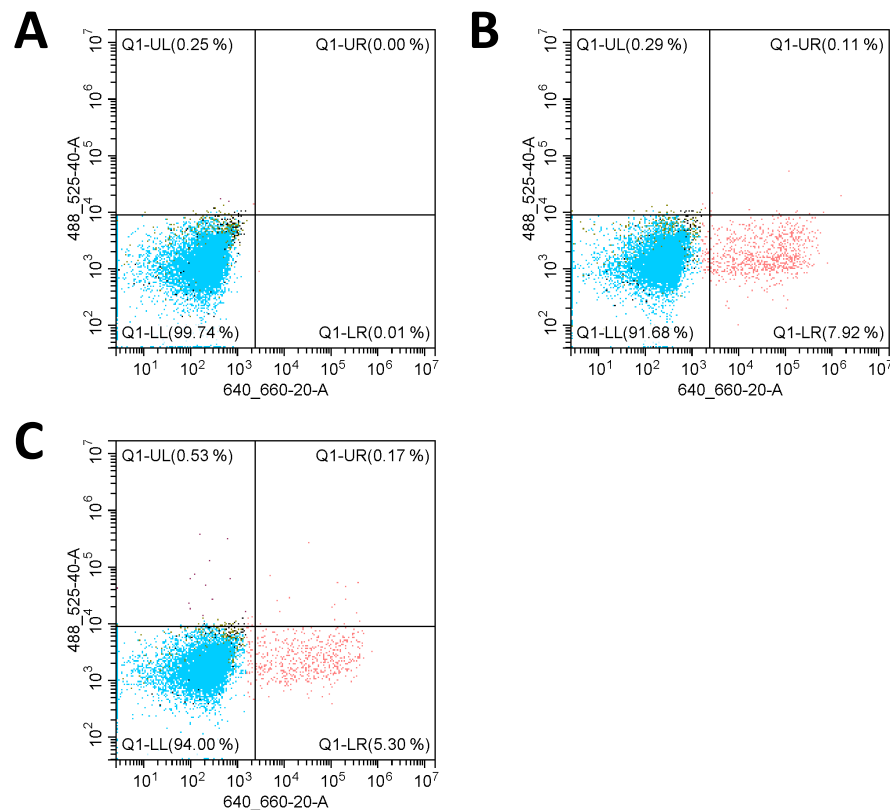 A
Q1-UL(0.25 %) Q1-UR(0.00 %)
10^7
10^6
10^5
10^4
10^3
10^2
488_525-40-A
Q1-LL(99.74 %) Q1-LR(0.01 %)
10^1 10^2 10^3 10^4 10^5 10^6 10^7
640_660-20-A
B
Q1-UL(0.29 %) Q1-UR(0.11 %)
10^7
10^6
10^5
10^4
10^3
10^2
488_525-40-A
Q1-LL(91.68 %) Q1-LR(7.92 %)
10^1 10^2 10^3 10^4 10^5 10^6 10^7
640_660-20-A
C
Q1-UL(0.53 %) Q1-UR(0.17 %)
10^7
10^6
10^5
10^4
10^3
10^2
488_525-40-A
Q1-LL(94.00 %) Q1-LR(5.30 %)
10^1 10^2 10^3 10^4 10^5 10^6 10^7
640_660-20-A